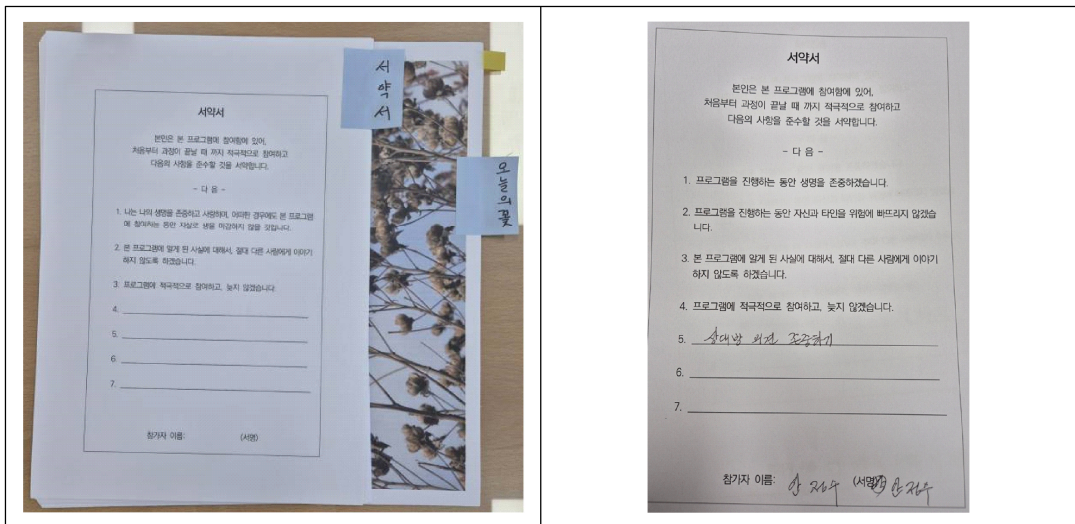 서약서
본인은 본 프로그램에 참여함에 있어,
처음부터 과정이 끝날 때 까지 적극적으로 참여하고
다음의 사항을 준수할 것을 서약합니다.
- 다 음 -
1. 나는 나의 생명을 존중하고 사랑하며, 어떠한 경우에도 본 프로그램
에 참여하는 동안 자살로 생을 마감하지 않을 것입니다.
2. 본 프로그램에 알게 된 사실에 대해서, 절대 다른 사람에게 이야기
하지 않도록 하겠습니다.
3. 프로그램에 적극적으로 참여하고, 늦지 않겠습니다
4.
5.
6.
7.
참가자 이름: (서명)
서약서
오늘의 꽃
서약서
본인은 본 프로그램에 참여함에 있어,
처음부터 과정이 끝날 때 까지 적극적으로 참여하고
다음의 사항을 준수할 것을 서약합니다.
- 다 음 -
1. 프로그램을 진행하는 동안 생명을 존중하겠습니다.
2. 프로그램을 진행하는 동안 자신과 타인을 위험에 빠뜨리지 않겠습
니다.
3. 본 프로그램에 알게 된 사실에 대해서, 절대 다른 사람에게 이야기
하지 않도록 하겠습니다.
4. 프로그램에 적극적으로 참여하고, 늦지 않겠습니다.
5. 상대방 의견 존중하기
6.
7.
참가자 이름: (서명)